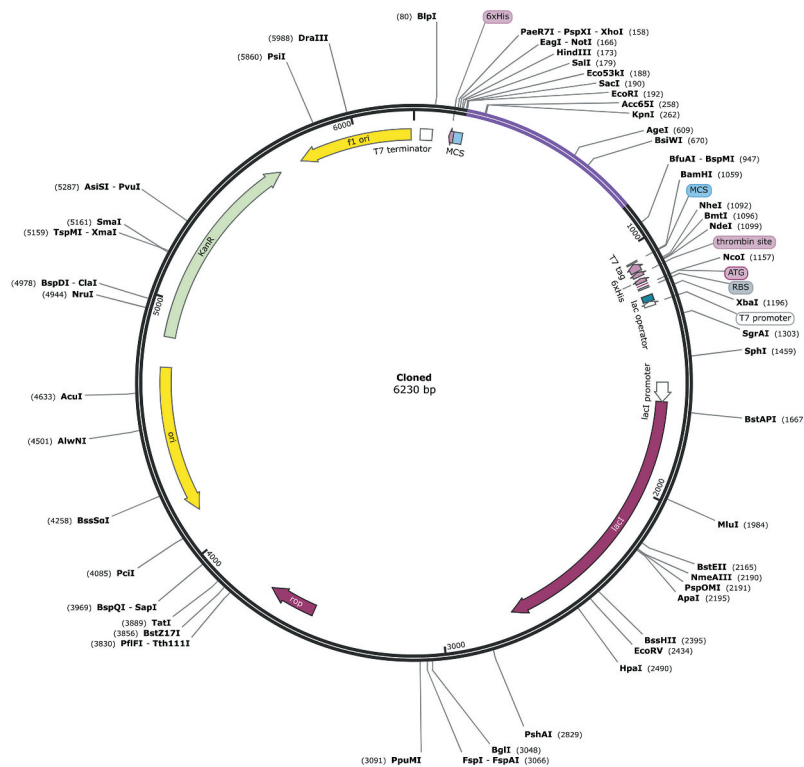 (80) BlpI
6xHis
PaeR7I - PspXI - XhoI (158)
EagI - NotI (166)
HindIII (173)
SalI (179)
Eco53kI (188)
SacI (190)
EcoRI (192)
Acc65I (258)
KpnI (262)
AgeI (609)
BsiWI (670)
BfuAI - BspMI (947)
BamHI (1059)
MCS
NheI (1092)
BmtI (1096)
NdeI (1099)
thrombin site
NcoI (1157)
ATG
RBS
XbaI (1196)
T7 promoter
SgrAI (1303)
SphI (1459)
BstAPI (1667)
MluI (1984)
BstEII (2165)
NmeAIII (2190)
PspOMI (2191)
ApaI (2195)
BssHII (2395)
EcoRV (2434)
HpaI (2490)
PshAI (2829)
BglI (3048)
FspI - FspAI (3066)
(3091) PpuMI
(3830) PflFI - Tth111I
(3856) BstZ17I
(3889) TatI
(3969) BspQI - SapI
(4085) PciI
(4258) BssSαI
(4501) AlwNI
(4633) AcuI
(4944) NruI
(4978) BspDI - ClaI
(5159) TspMI - XmaI
(5161) SmaI
(5287) AsiSI - PvuI
(5860) PsiI
(5988) DraIII
6000
f1 ori
T7 terminator
MCS
1000
T7 tag
6xHis
lac operator
lacI promoter
lacI
2000
3000
rop
4000
ori
5000
KanR
Cloned
6230 bp